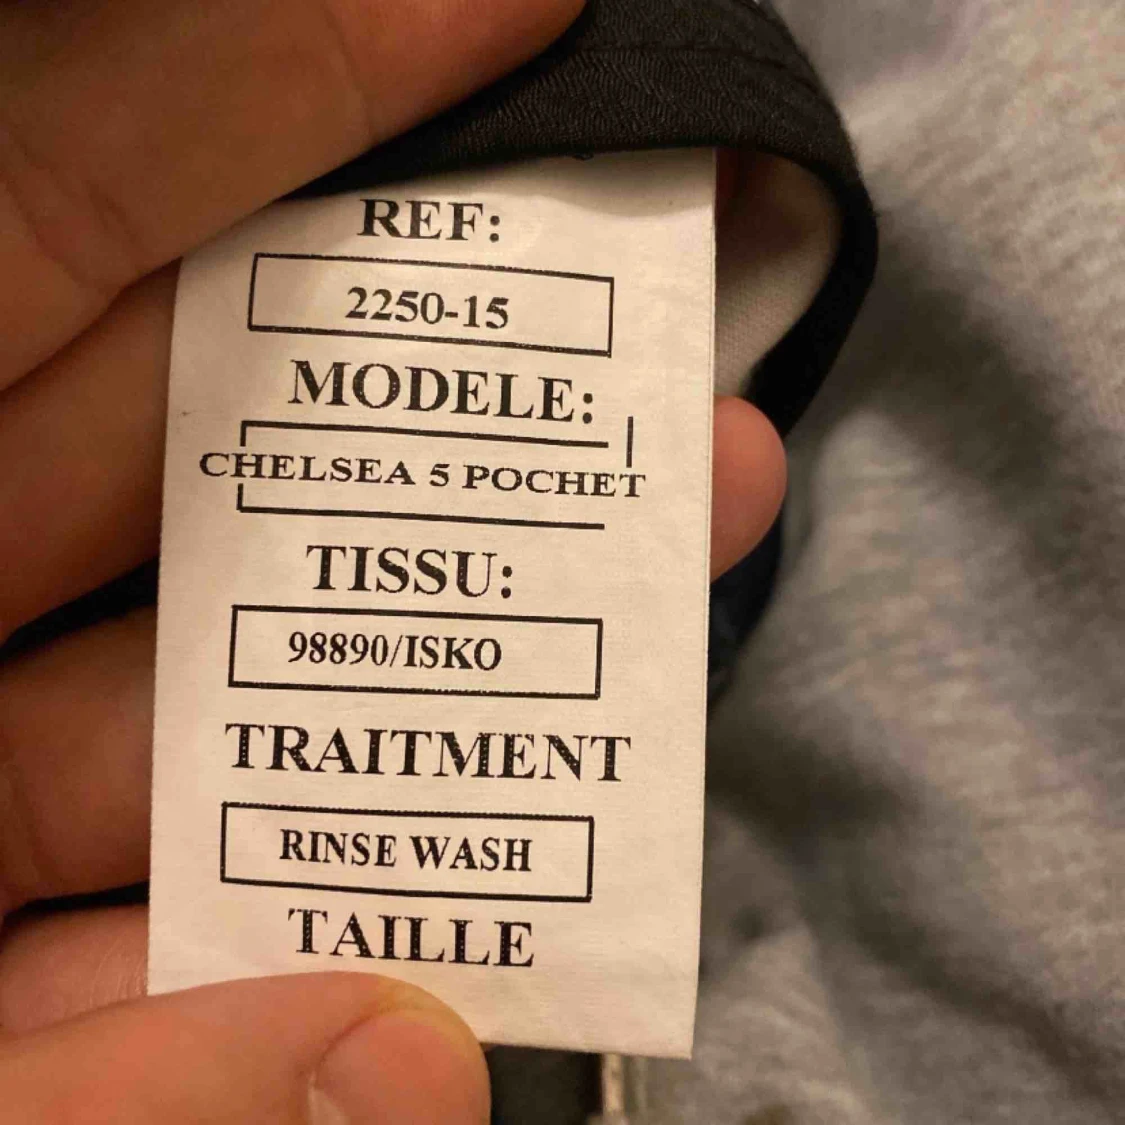 REF:
2250-15
MODELE:
CHELSEA 5 POCHET
TISSU:
98890/ISKO
TRAITMENT
RINSE WASH
TAILLE